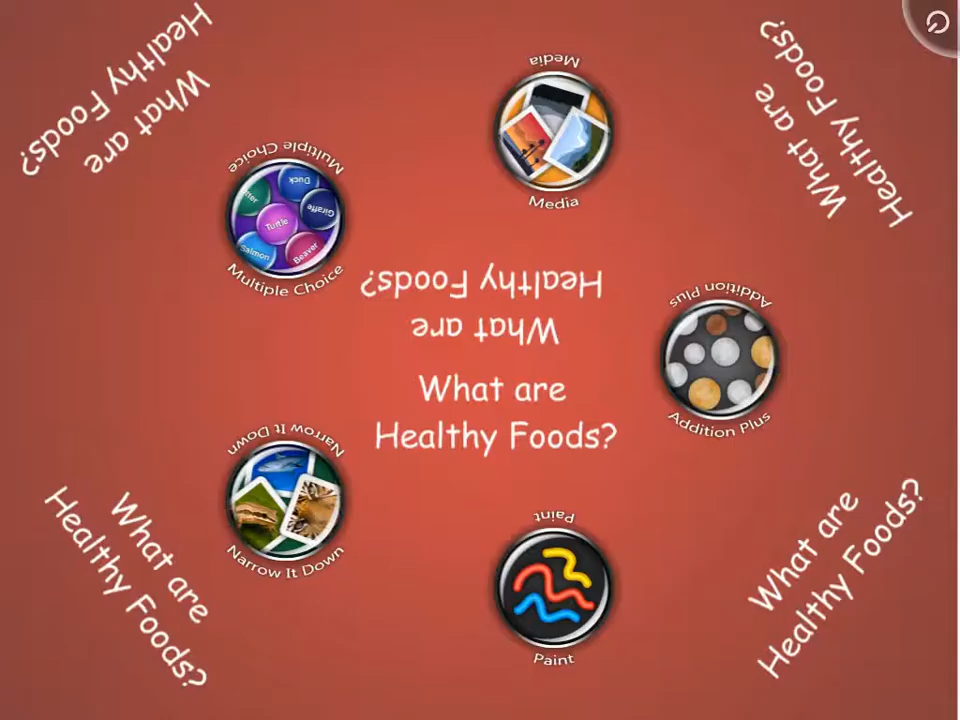 What are
Healthy Foods?
What are
Healthy Foods?
Media
Media
Multiple Choice
Duck
Giraffe
Turtle
Salmon
Beaver
Multiple Choice
What are
Healthy Foods?
What are
Healthy Foods?
Addition Plus
Addition Plus
Narrow It Down
Narrow It Down
Paint
Paint
What are
Healthy Foods?
What are
Healthy Foods?